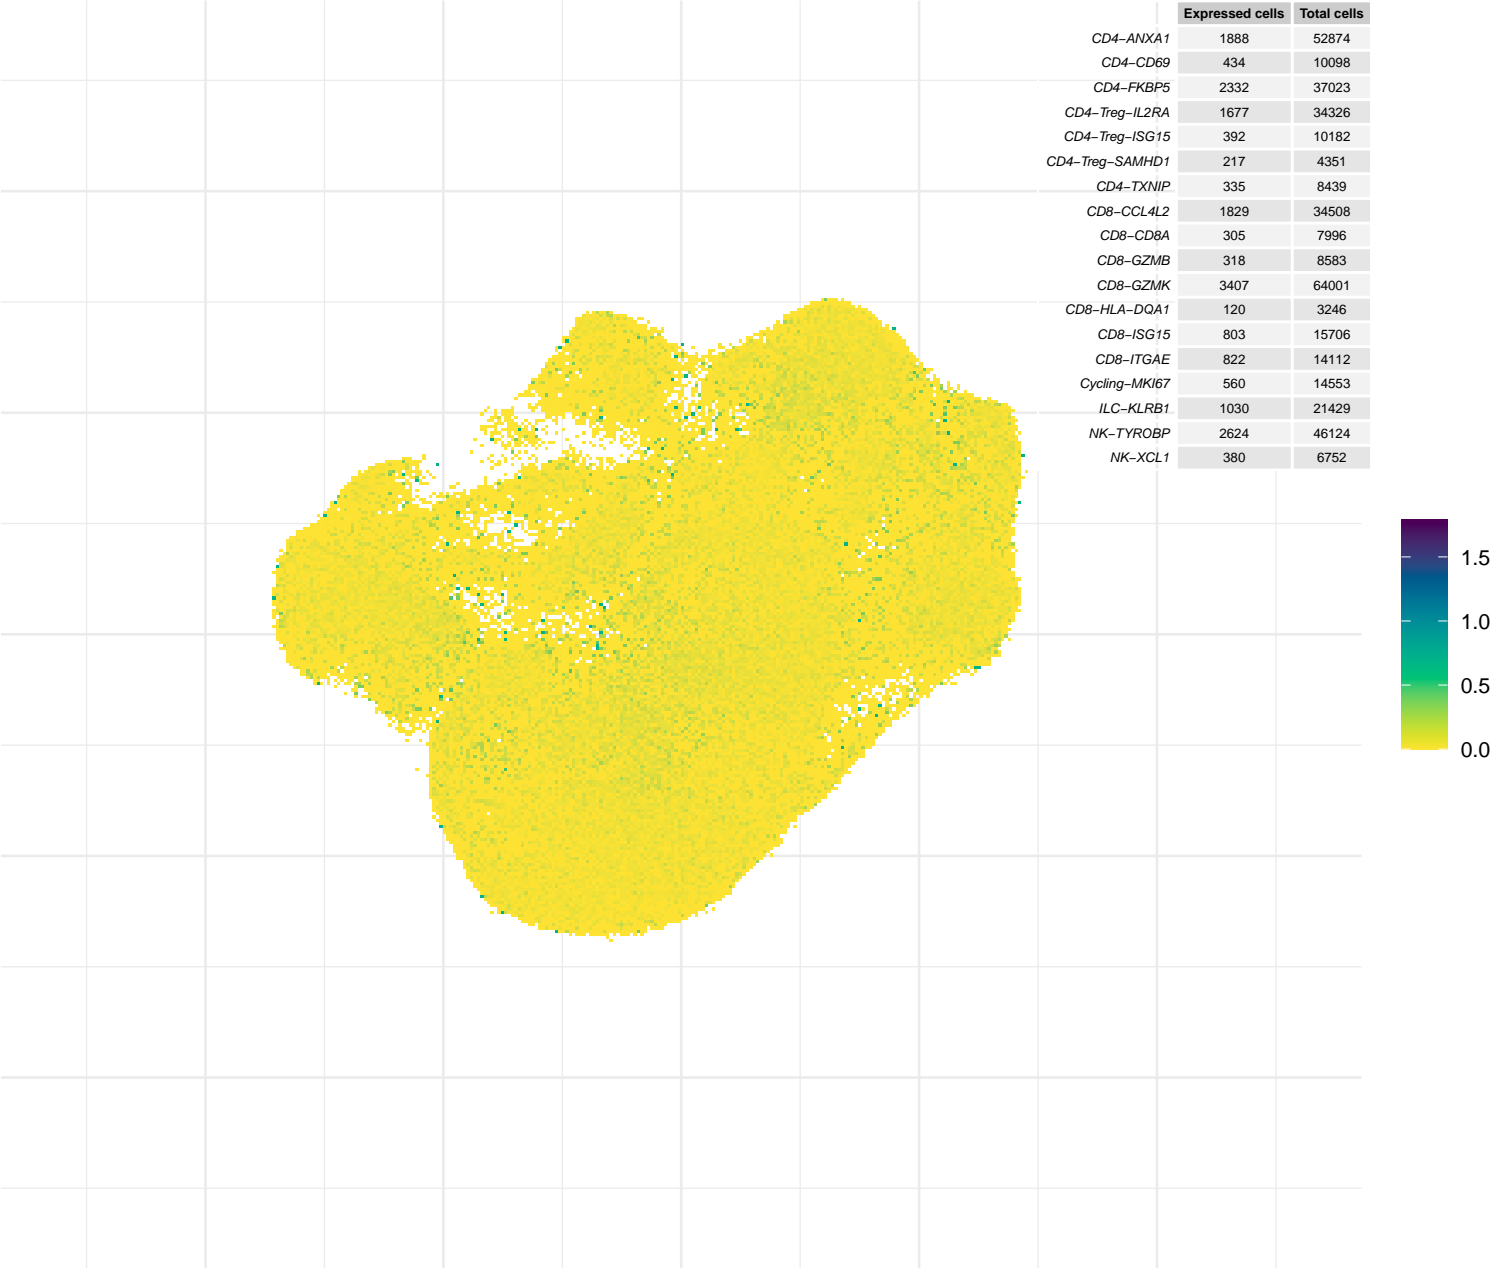 Expressed cells Total cells
CD4−ANXA1 1888 52874
CD4−CD69 434 10098
CD4−FKBP5 2332 37023
CD4−Treg−IL2RA 1677 34326
CD4−Treg−ISG15 392 10182
CD4−Treg−SAMHD1 217 4351
CD4−TXNIP 335 8439
CD8−CCL4L2 1829 34508
CD8−CD8A 305 7996
CD8−GZMB 318 8583
CD8−GZMK 3407 64001
CD8−HLA−DQA1 120 3246
CD8−ISG15 803 15706
CD8−ITGAE 822 14112
Cycling−MKI67 560 14553
ILC−KLRB1 1030 21429
NK−TYROBP 2624 46124
NK−XCL1 380 6752
1.5
1.0
0.5
0.0